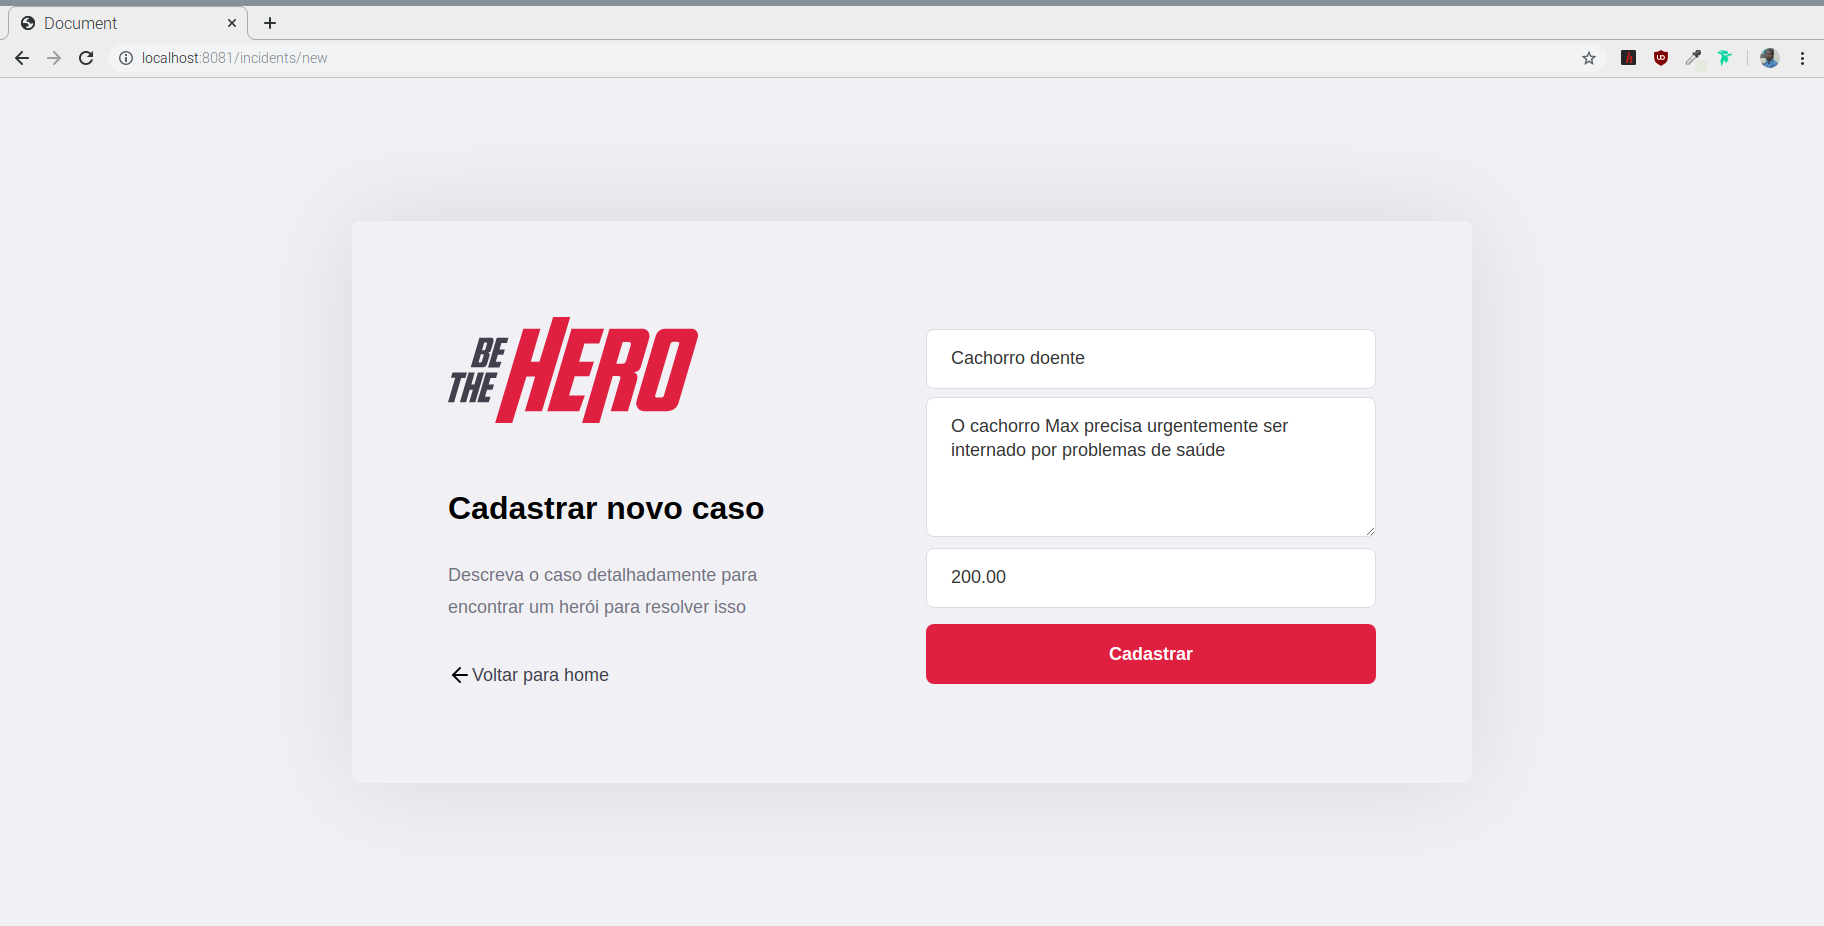 Document
localhost:8081/incidents/new
BE
THE
HERO
Cadastrar novo caso
Descreva o caso detalhadamente para
encontrar um herói para resolver isso
Voltar para home
Cachorro doente
O cachorro Max precisa urgentemente ser
internado por problemas de saúde
200.00
Cadastrar